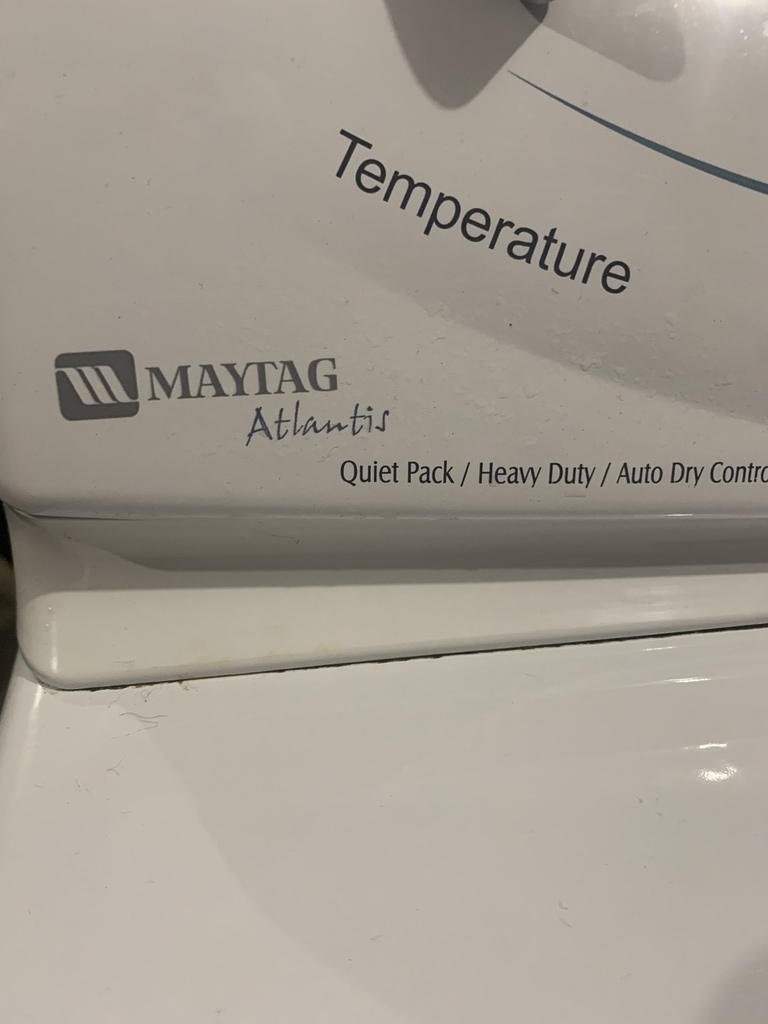 Temperature
MAYTAG
Atlantis
Quiet Pack / Heavy Duty / Auto Dry Contro